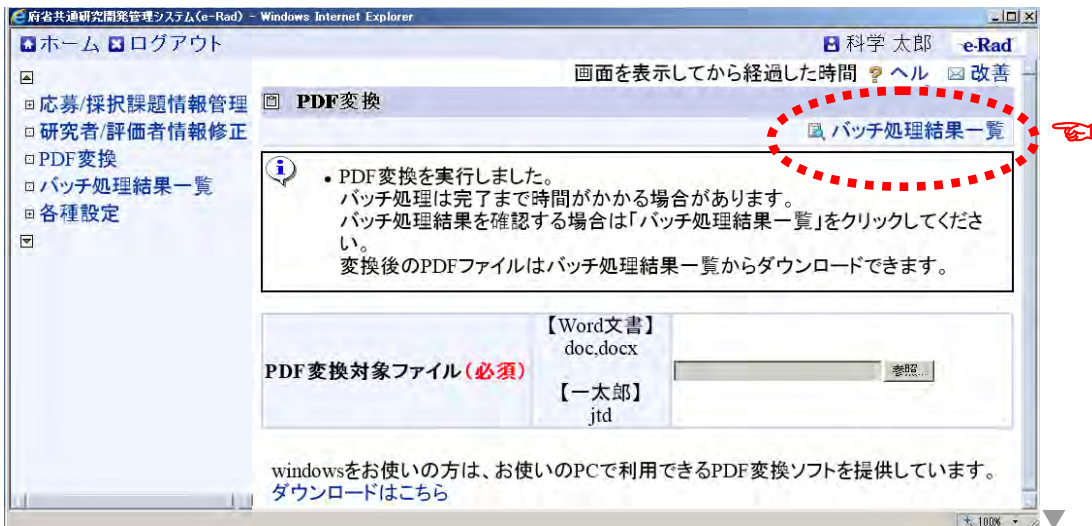 府省共通研究開発管理システム(e-Rad) - Windows Internet Explorer
ホーム ログアウト
科学 太郎 e-Rad
画面を表示してから経過した時間 ヘル 改善
応募/採択課題情報管理
研究者/評価者情報修正
PDF変換
バッチ処理結果一覧
各種設定
PDF変換
バッチ処理結果一覧
• PDF変換を実行しました。
バッチ処理は完了まで時間がかかる場合があります。
バッチ処理結果を確認する場合は「バッチ処理結果一覧」をクリックしてくださ
い。
変換後のPDFファイルはバッチ処理結果一覧からダウンロードできます。
PDF変換対象ファイル(必須)
【Word文書】
doc,docx
【一太郎】
jtd
参照...
windowsをお使いの方は、お使いのPCで利用できるPDF変換ソフトを提供しています。
ダウンロードはこちら
100%